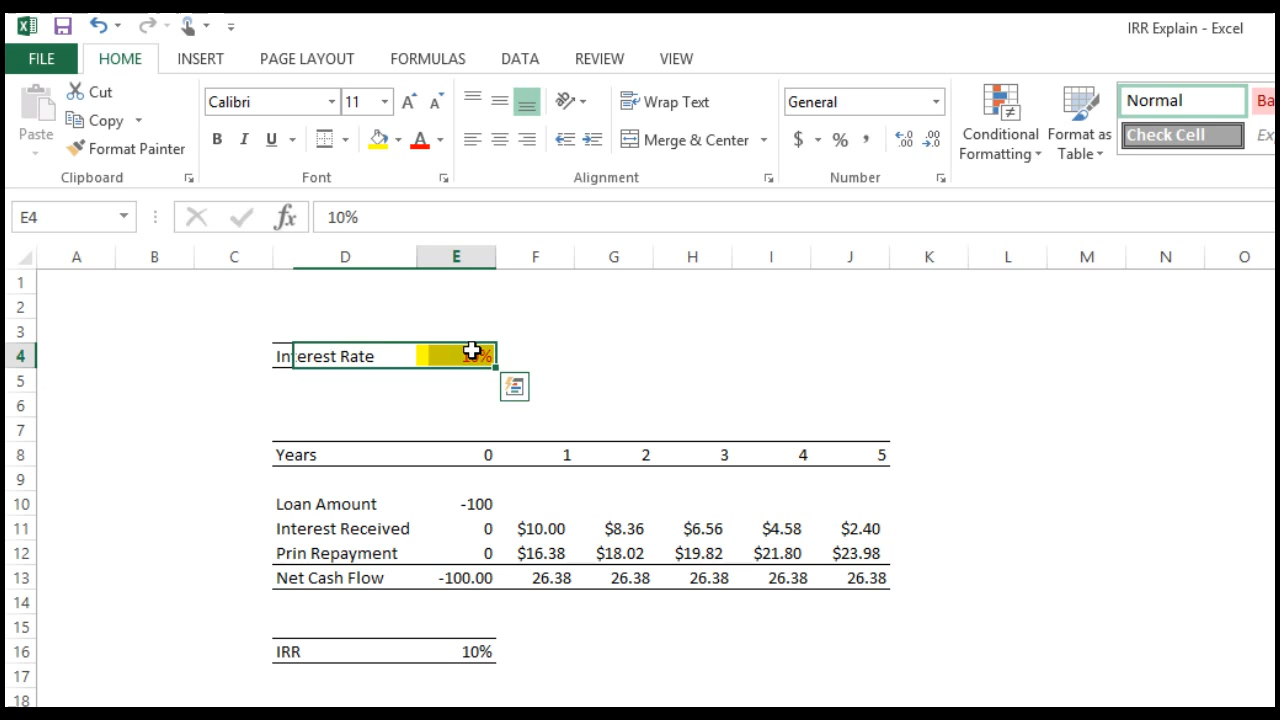 IRR Explain - Excel
FILE HOME INSERT PAGE LAYOUT FORMULAS DATA REVIEW VIEW
Cut
Copy
Paste
Format Painter
Calibri 11
A A
B I U A
Wrap Text
Merge & Center
General
$ % , .0 .00 .00 .0
Conditional Formatting
Format as Table
Normal
Check Cell
Clipboard Font Alignment Number
E4 fx 10%
A B C D E F G H I J K L M N O
1
2
3
4 Interest Rate
5
6
7
8 Years 0 1 2 3 4 5
9
10 Loan Amount -100
11 Interest Received 0 $10.00 $8.36 $6.56 $4.58 $2.40
12 Prin Repayment 0 $16.38 $18.02 $19.82 $21.80 $23.98
13 Net Cash Flow -100.00 26.38 26.38 26.38 26.38 26.38
14
15
16 IRR 10%
17
18